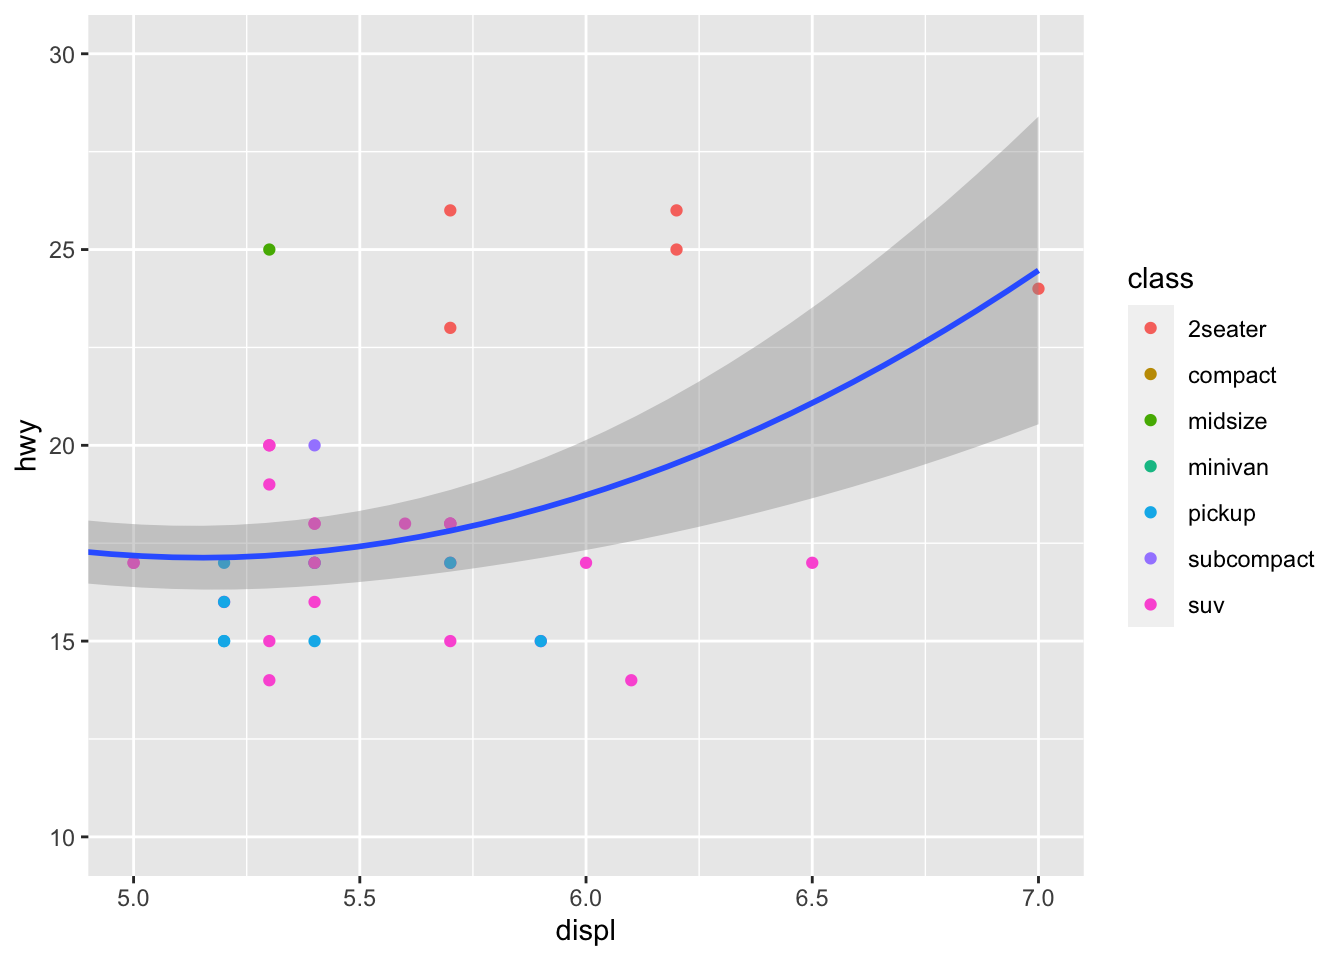 30
25
20
15
10
hwy
5.0
5.5
6.0
6.5
7.0
displ
class
2seater
compact
midsize
minivan
pickup
subcompact
suv